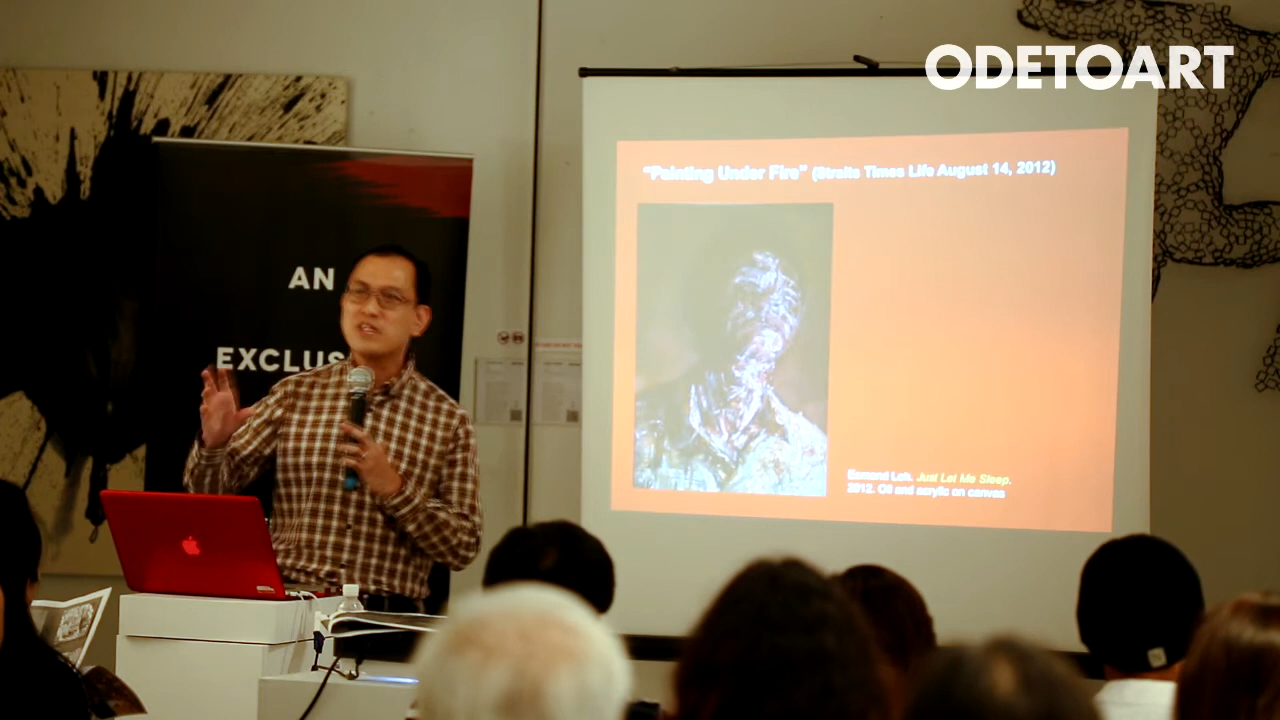 ODETOART
"Painting Under Fire" (Straits Times Life August 14, 2012)
AN
EXCLUS
Esmond Loh. Just Let Me Sleep.
2012. Oil and acrylic on canvas